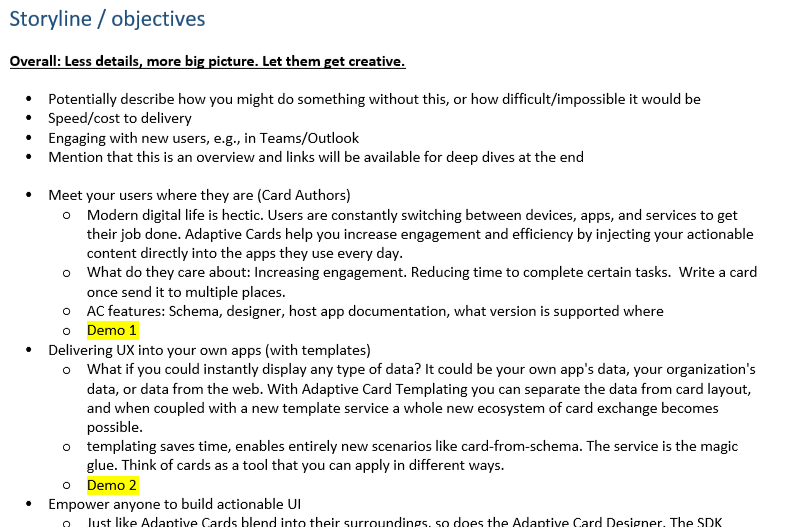 Storyline / objectives
Overall: Less details, more big picture. Let them get creative.
• Potentially describe how you might do something without this, or how difficult/impossible it would be
• Speed/cost to delivery
• Engaging with new users, e.g., in Teams/Outlook
• Mention that this is an overview and links will be available for deep dives at the end
• Meet your users where they are (Card Authors)
o Modern digital life is hectic. Users are constantly switching between devices, apps, and services to get
their job done. Adaptive Cards help you increase engagement and efficiency by injecting your actionable
content directly into the apps they use every day.
o What do they care about: Increasing engagement. Reducing time to complete certain tasks.  Write a card
once send it to multiple places.
o AC features: Schema, designer, host app documentation, what version is supported where
o Demo 1
• Delivering UX into your own apps (with templates)
o What if you could instantly display any type of data? It could be your own app's data, your organization's
data, or data from the web. With Adaptive Card Templating you can separate the data from card layout,
and when coupled with a new template service a whole new ecosystem of card exchange becomes
possible.
o templating saves time, enables entirely new scenarios like card-from-schema. The service is the magic
glue. Think of cards as a tool that you can apply in different ways.
o Demo 2
• Empower anyone to build actionable UI
o Just like Adaptive Cards blend into their surroundings, so does the Adaptive Card Designer. The SDK